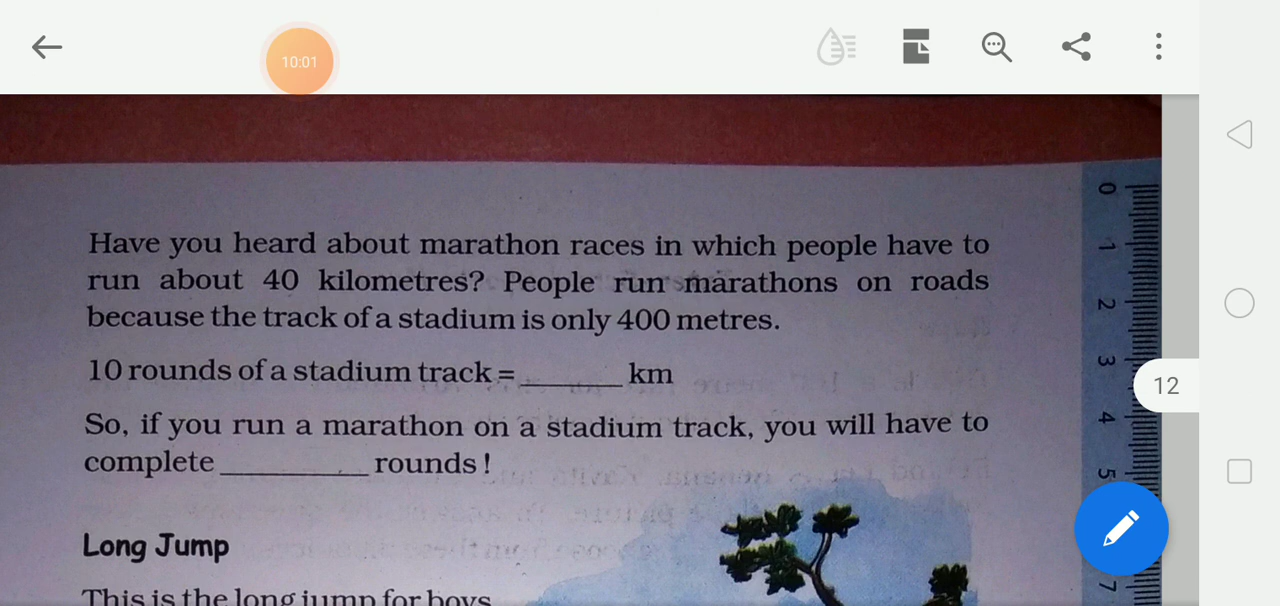 10:01
Have you heard about marathon races in which people have to
run about 40 kilometres? People run marathons on roads
because the track of a stadium is only 400 metres.
10 rounds of a stadium track = ______ km
So, if you run a marathon on a stadium track, you will have to
complete _________ rounds !
Long Jump
This is the long jump for boys
0
1
2
3
4
5
7
12